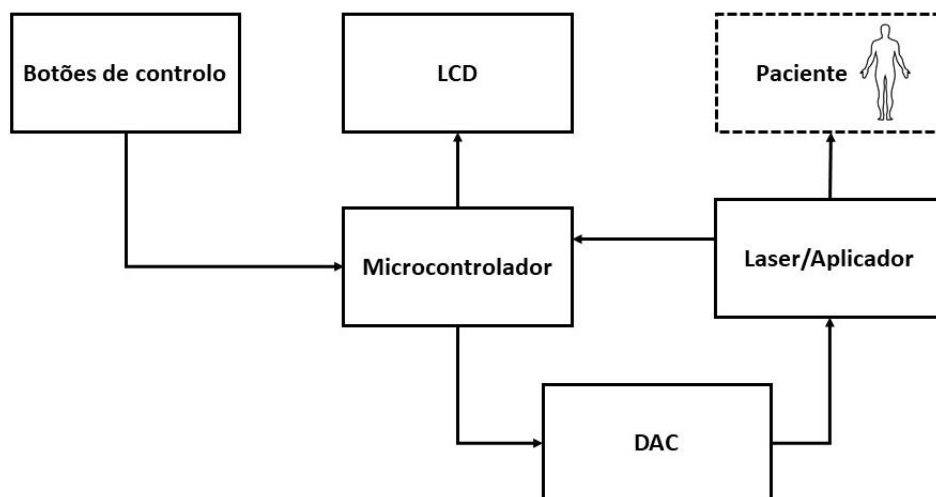 Botões de controlo
LCD
Paciente
Microcontrolador
Laser/Aplicador
DAC